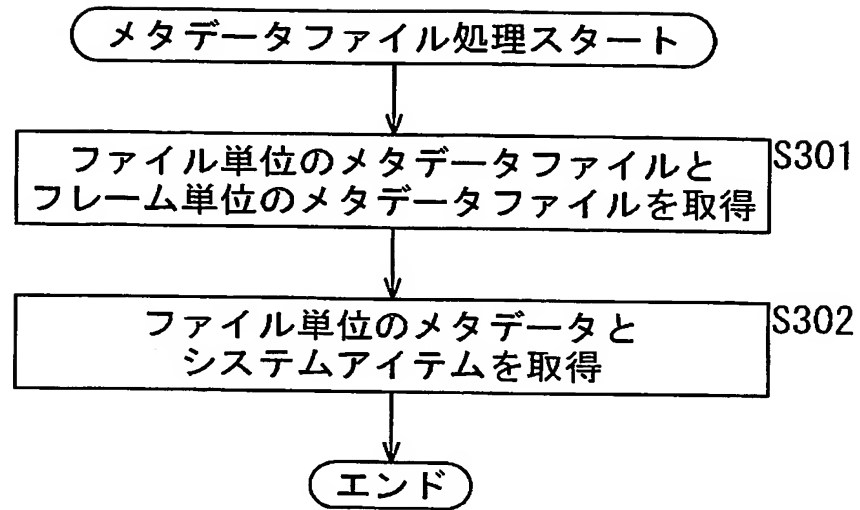 メタデータファイル処理スタート
ファイル単位のメタデータファイルと
フレーム単位のメタデータファイルを取得
S301
ファイル単位のメタデータと
システムアイテムを取得
S302
エンド